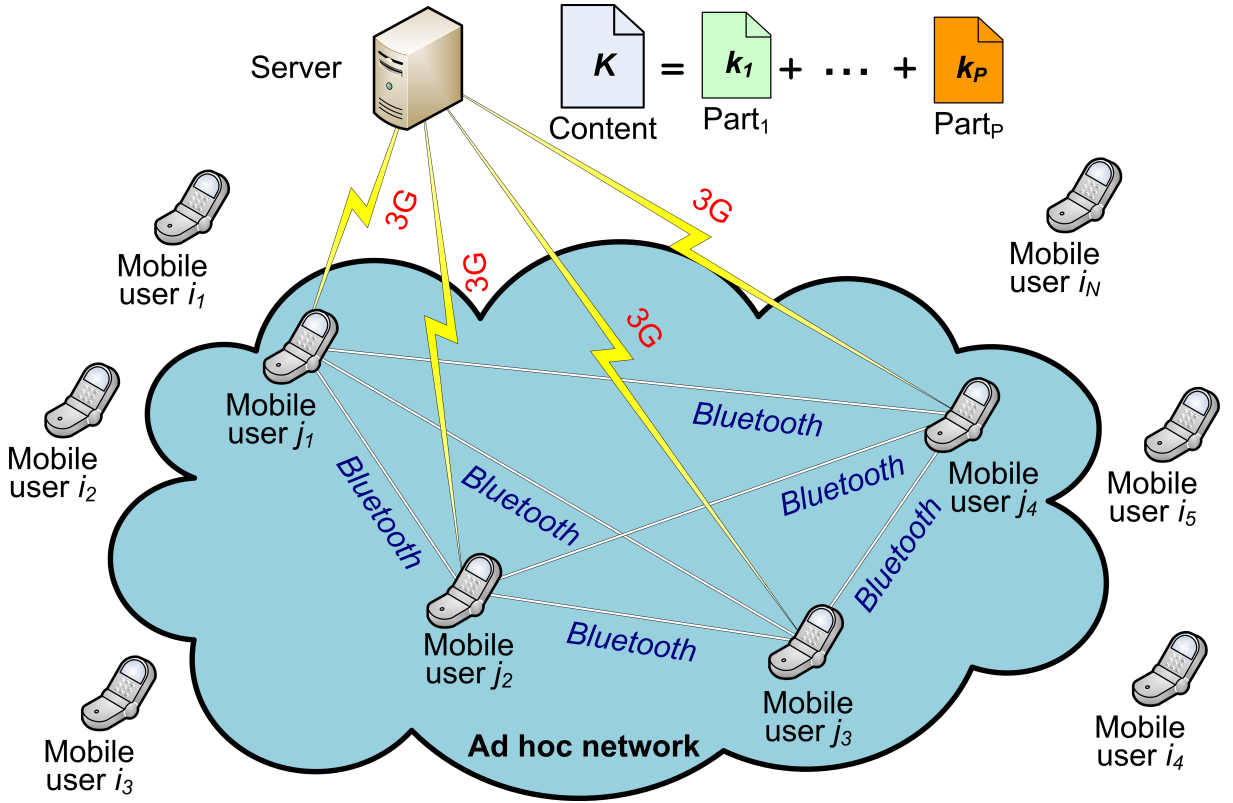 Server
K
=
k₁
+
...
+
kₚ
Content
Part₁
Partₚ
3G
3G
3G
3G
Mobile
user i₁
Mobile
user i_N
Mobile
user j₁
Bluetooth
Mobile
user i₂
Bluetooth
Bluetooth
Bluetooth
Mobile
user j₄
Mobile
user i₅
Bluetooth
Bluetooth
Mobile
user j₂
Mobile
user j₃
Mobile
user i₃
Mobile
user i₄
Ad hoc network